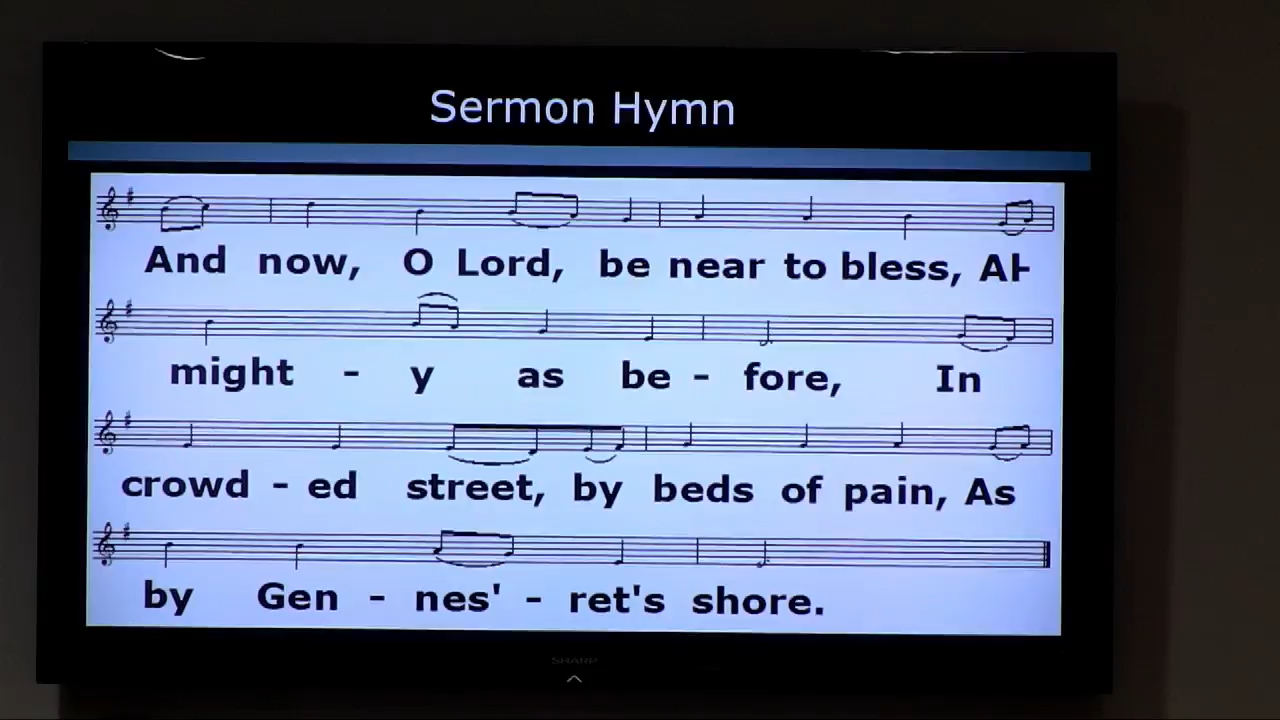 Sermon Hymn
And now, O Lord, be near to bless, Al-
might - y as be - fore, In
crowd - ed street, by beds of pain, As
by Gen - nes' - ret's shore.
SHARP